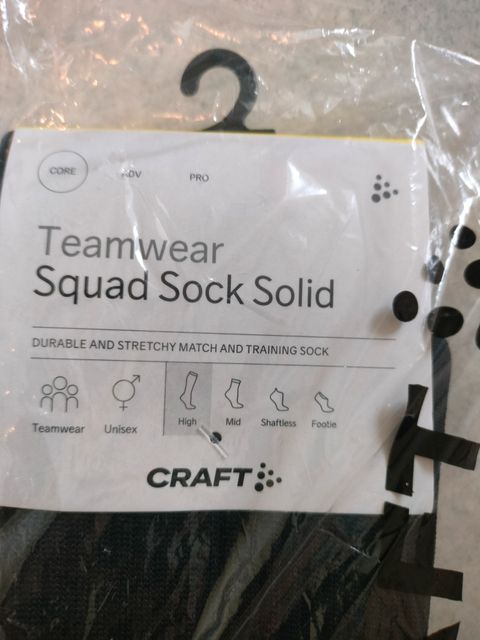 CORE ADV PRO
Teamwear
Squad Sock Solid
DURABLE AND STRETCHY MATCH AND TRAINING SOCK
Teamwear Unisex High Mid Shaftless Footie
CRAFT